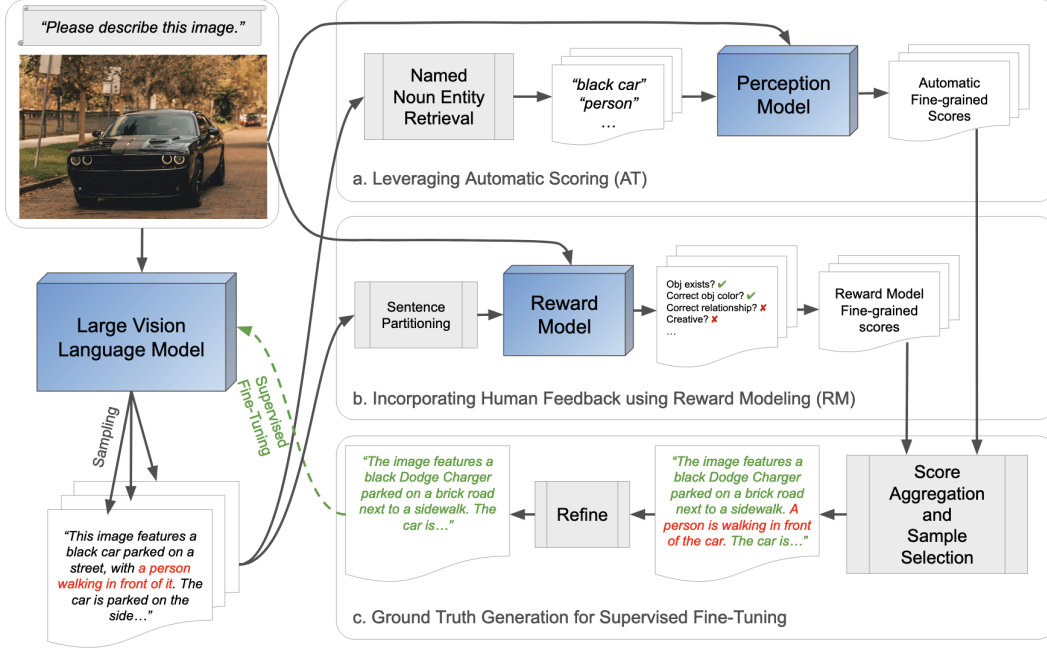 “Please describe this image.”
Large Vision
Language Model
Sampling
“This image features a
black car parked on a
street, with a person
walking in front of it. The
car is parked on the
side…”
Supervised
Fine-Tuning
Named
Noun Entity
Retrieval
“black car”
“person”
…
Perception
Model
Automatic
Fine-grained
Scores
a. Leveraging Automatic Scoring (AT)
Sentence
Partitioning
Reward
Model
Obj exists? ✔
Correct obj color? ✔
Correct relationship? ✘
Creative? ✘
…
Reward Model
Fine-grained
scores
b. Incorporating Human Feedback using Reward Modeling (RM)
“The image features a
black Dodge Charger
parked on a brick road
next to a sidewalk. The
car is…”
Refine
“The image features a
black Dodge Charger
parked on a brick road
next to a sidewalk. A
person is walking in front
of the car. The car is…”
Score
Aggregation
and
Sample
Selection
c. Ground Truth Generation for Supervised Fine-Tuning